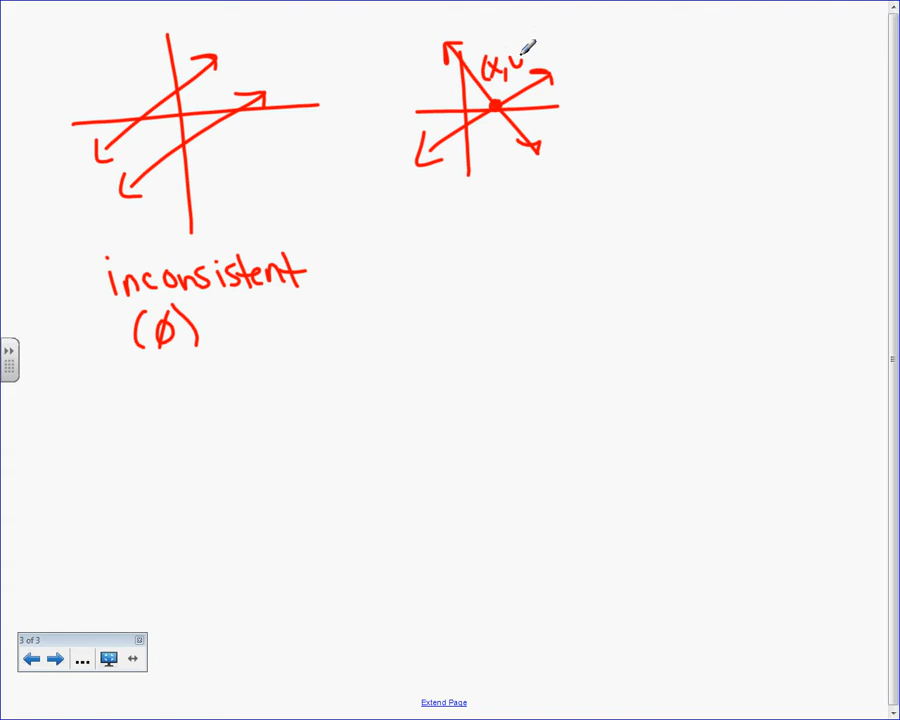 (x,
inconsistent
(∅)
3 of 3
...
Extend Page